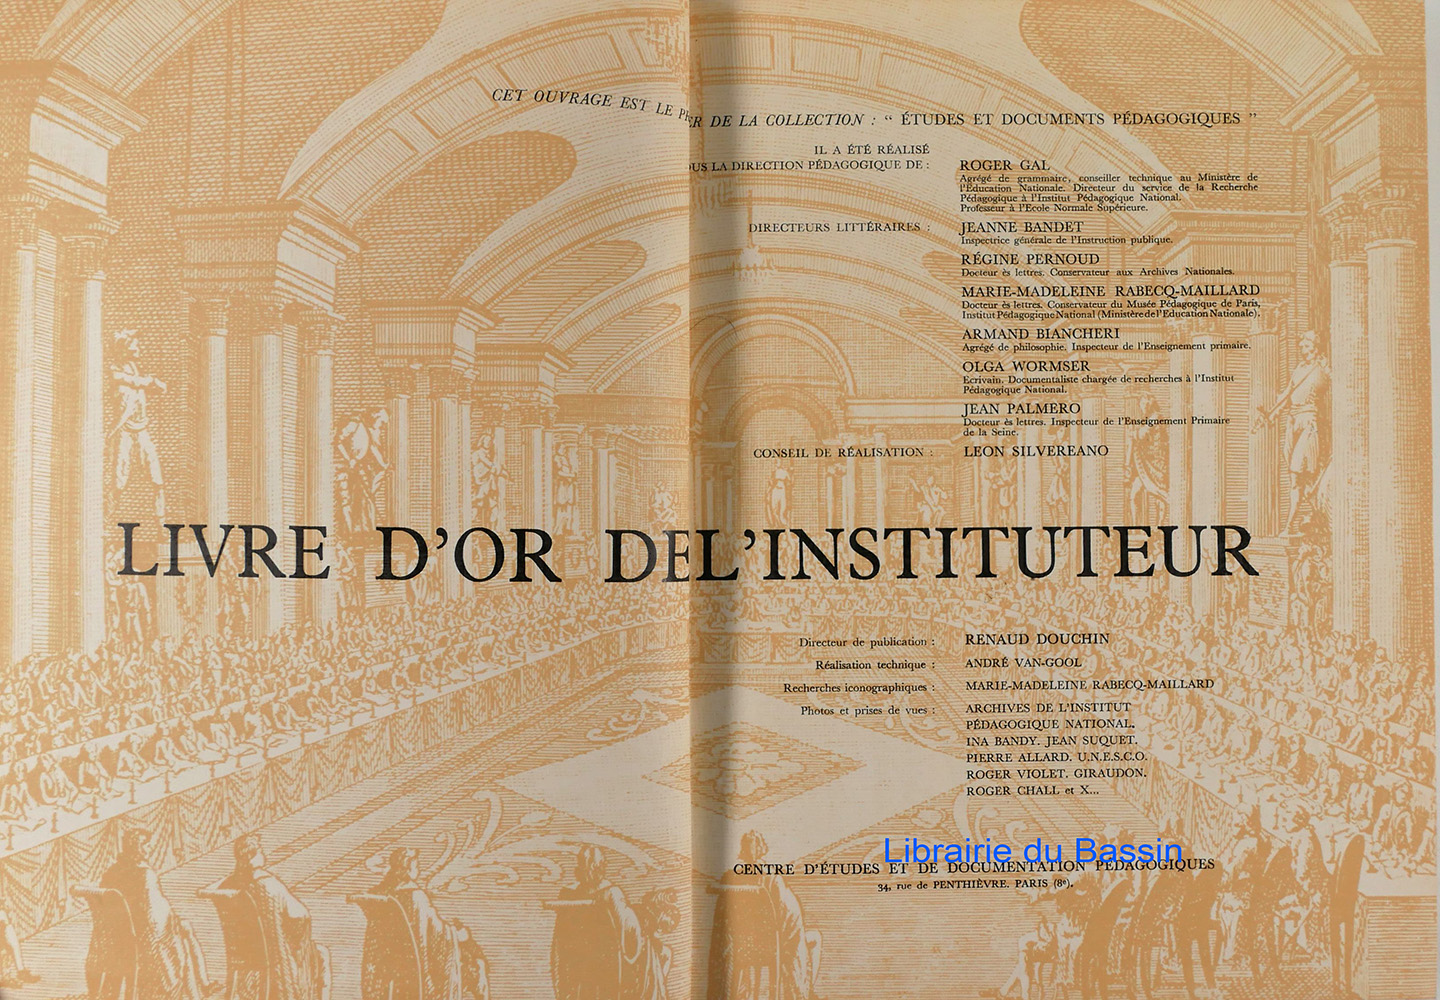 CET OUVRAGE EST LE PR ER DE LA COLLECTION : “ ÉTUDES ET DOCUMENTS PÉDAGOGIQUES ”
IL A ÉTÉ RÉALISÉ
OUS LA DIRECTION PÉDAGOGIQUE DE : ROGER GAL
Agrégé de grammaire, conseiller technique au Ministère de
l'Education Nationale. Directeur du service de la Recherche
Pédagogique à l'Institut Pédagogique National.
Professeur à l'Ecole Normale Supérieure.
DIRECTEURS LITTÉRAIRES : JEANNE BANDET
Inspectrice générale de l'Instruction publique.
RÉGINE PERNOUD
Docteur ès lettres. Conservateur aux Archives Nationales.
MARIE-MADELEINE RABECQ-MAILLARD
Docteur ès lettres. Conservateur du Musée Pédagogique de Paris,
Institut Pédagogique National (Ministère de l'Education Nationale).
ARMAND BIANCHERI
Agrégé de philosophie. Inspecteur de l'Enseignement primaire.
OLGA WORMSER
Ecrivain. Documentaliste chargée de recherches à l'Institut
Pédagogique National.
JEAN PALMERO
Docteur ès lettres. Inspecteur de l'Enseignement Primaire
de la Seine.
CONSEIL DE RÉALISATION : LEON SILVEREANO
LIVRE D'OR DE L'INSTITUTEUR
Directeur de publication : RENAUD DOUCHIN
Réalisation technique : ANDRÉ VAN-GOOL
Recherches iconographiques : MARIE-MADELEINE RABECQ-MAILLARD
Photos et prises de vues : ARCHIVES DE L'INSTITUT
PÉDAGOGIQUE NATIONAL.
INA BANDY. JEAN SUQUET.
PIERRE ALLARD. U.N.E.S.C.O.
ROGER VIOLET. GIRAUDON.
ROGER CHALL et X...
Librairie du Bassin
CENTRE D'ÉTUDES ET DE DOCUMENTATION PÉDAGOGIQUES
34, rue de PENTHIÈVRE. PARIS (8e).